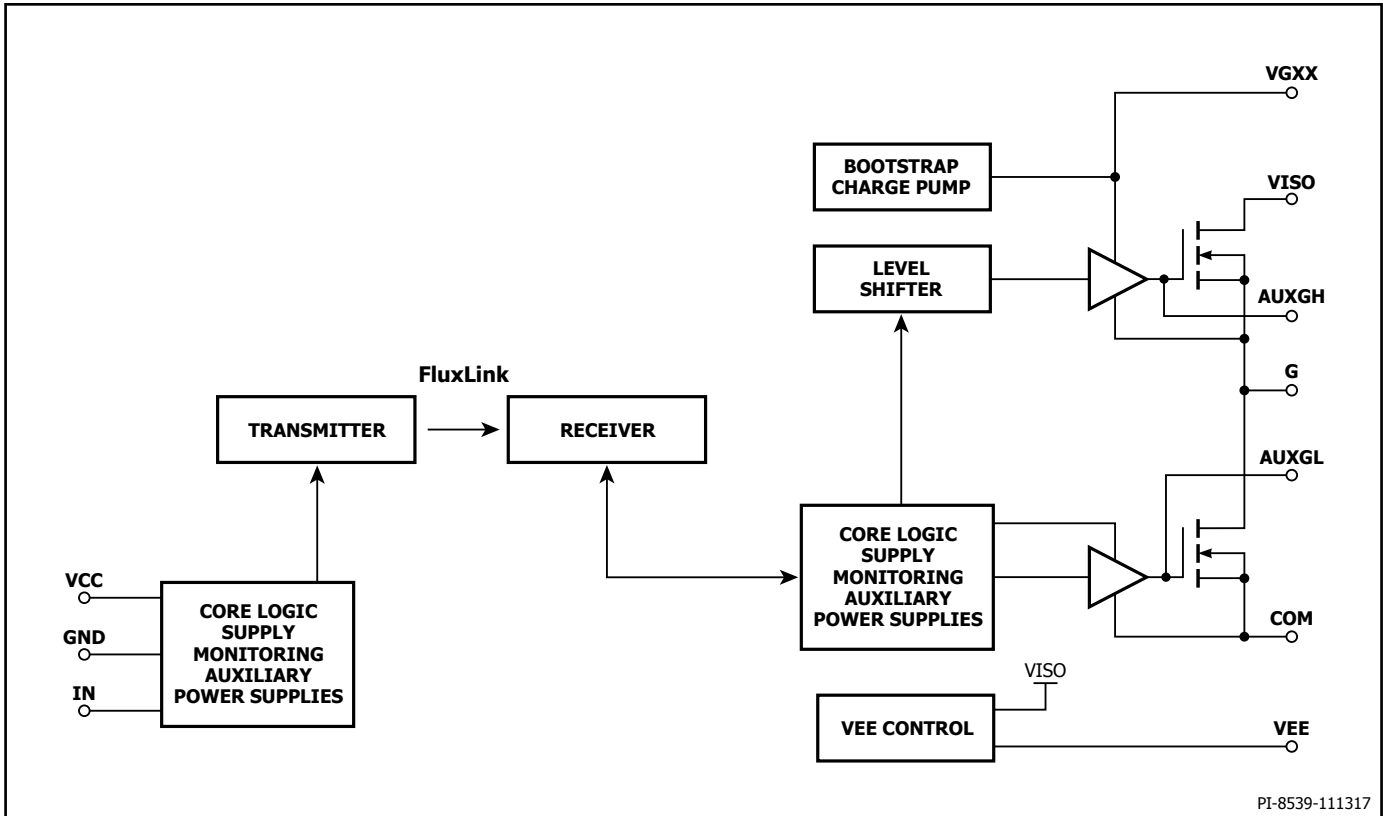 VGXX
BOOTSTRAP
CHARGE PUMP
VISO
LEVEL
SHIFTER
AUXGH
FluxLink
G
TRANSMITTER
RECEIVER
AUXGL
VCC
GND
IN
CORE LOGIC
SUPPLY
MONITORING
AUXILIARY
POWER SUPPLIES
CORE LOGIC
SUPPLY
MONITORING
AUXILIARY
POWER SUPPLIES
COM
VISO
VEE CONTROL
VEE
PI-8539-111317